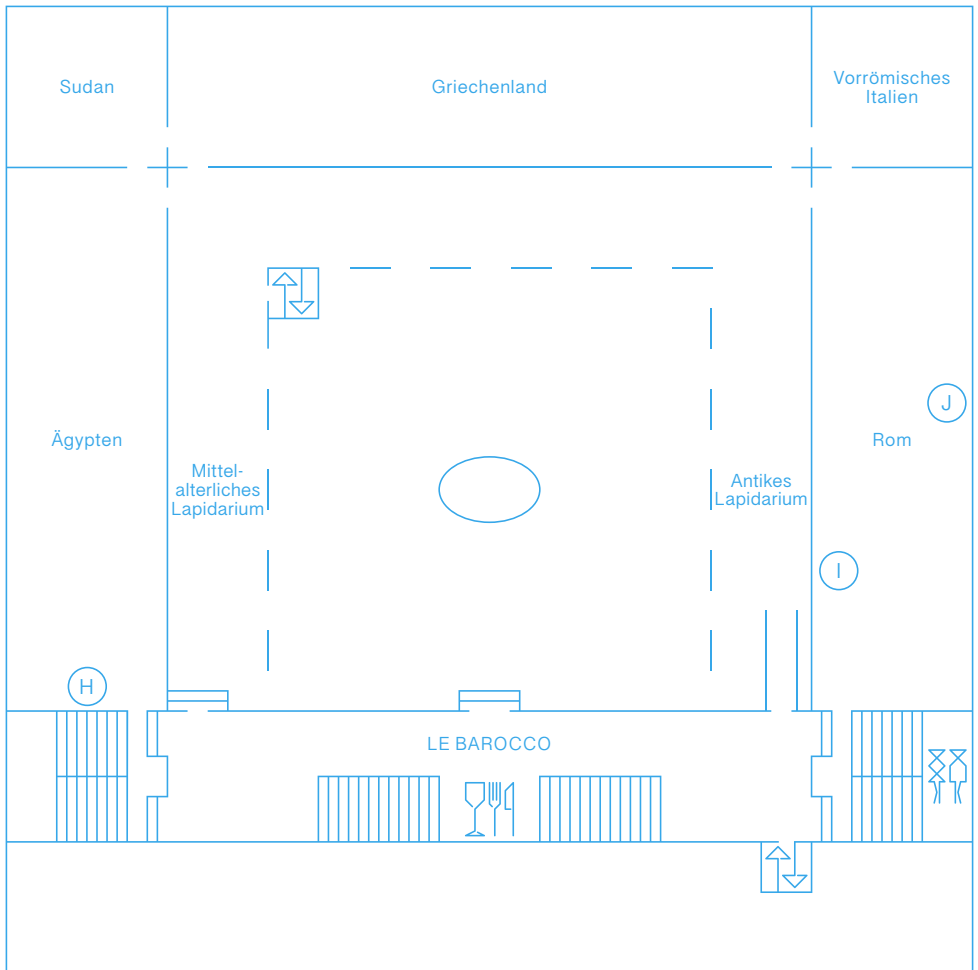 Sudan
Griechenland
Vorrömisches
Italien
J
Ägypten
Rom
Mittel-
alterliches
Lapidarium
Antikes
Lapidarium
I
H
LE BAROCCO